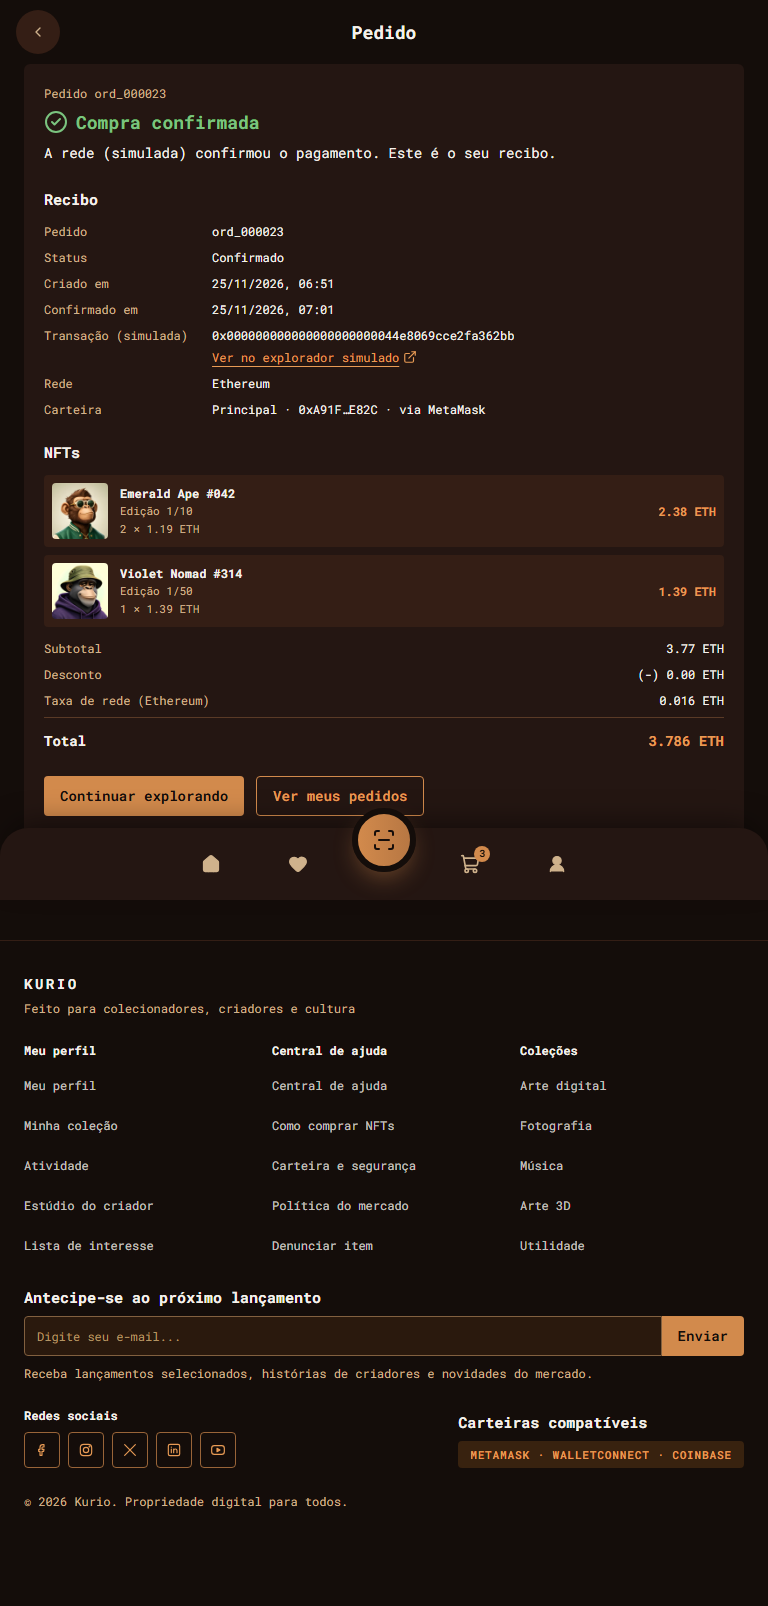 Pedido
Pedido ord_000023
Compra confirmada
A rede (simulada) confirmou o pagamento. Este é o seu recibo.
Recibo
Pedido ord_000023
Status Confirmado
Criado em 25/11/2026, 06:51
Confirmado em 25/11/2026, 07:01
Transação (simulada) 0x0000000000000000000000044e8069cce2fa362bb
Ver no explorador simulado
Rede Ethereum
Carteira Principal · 0xA91F…E82C · via MetaMask
NFTs
Emerald Ape #042
Edição 1/10
2 × 1.19 ETH
2.38 ETH
Violet Nomad #314
Edição 1/50
1 × 1.39 ETH
1.39 ETH
Subtotal 3.77 ETH
Desconto (-) 0.00 ETH
Taxa de rede (Ethereum) 0.016 ETH
Total 3.786 ETH
Continuar explorando Ver meus pedidos
3
KURIO
Feito para colecionadores, criadores e cultura
Meu perfil Central de ajuda Coleções
Meu perfil Central de ajuda Arte digital
Minha coleção Como comprar NFTs Fotografia
Atividade Carteira e segurança Música
Estúdio do criador Política do mercado Arte 3D
Lista de interesse Denunciar item Utilidade
Antecipe-se ao próximo lançamento
Digite seu e-mail... Enviar
Receba lançamentos selecionados, histórias de criadores e novidades do mercado.
Redes sociais
Carteiras compatíveis
METAMASK · WALLETCONNECT · COINBASE
© 2026 Kurio. Propriedade digital para todos.